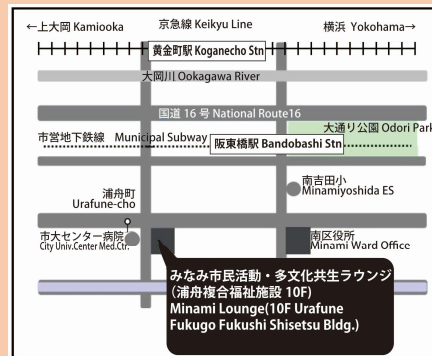 ←上大岡 Kamiooka
京急線 Keikyu Line
横浜 Yokohama→
黄金町駅 Koganecho Stn
大岡川 Ookagawa River
国道 16 号 National Route16
市営地下鉄線 Municipal Subway
阪東橋駅 Bandobashi Stn
大通り公園 Odori Park
南吉田小
Minamiyoshida ES
浦舟町
Urafune-cho
市大センター病院
City Univ.Center Med.Ctr.
南区役所
Minami Ward Office
みなみ市民活動・多文化共生ラウンジ
(浦舟複合福祉施設 10F)
Minami Lounge(10F Urafune
Fukugo Fukushi Shisetsu Bldg.)